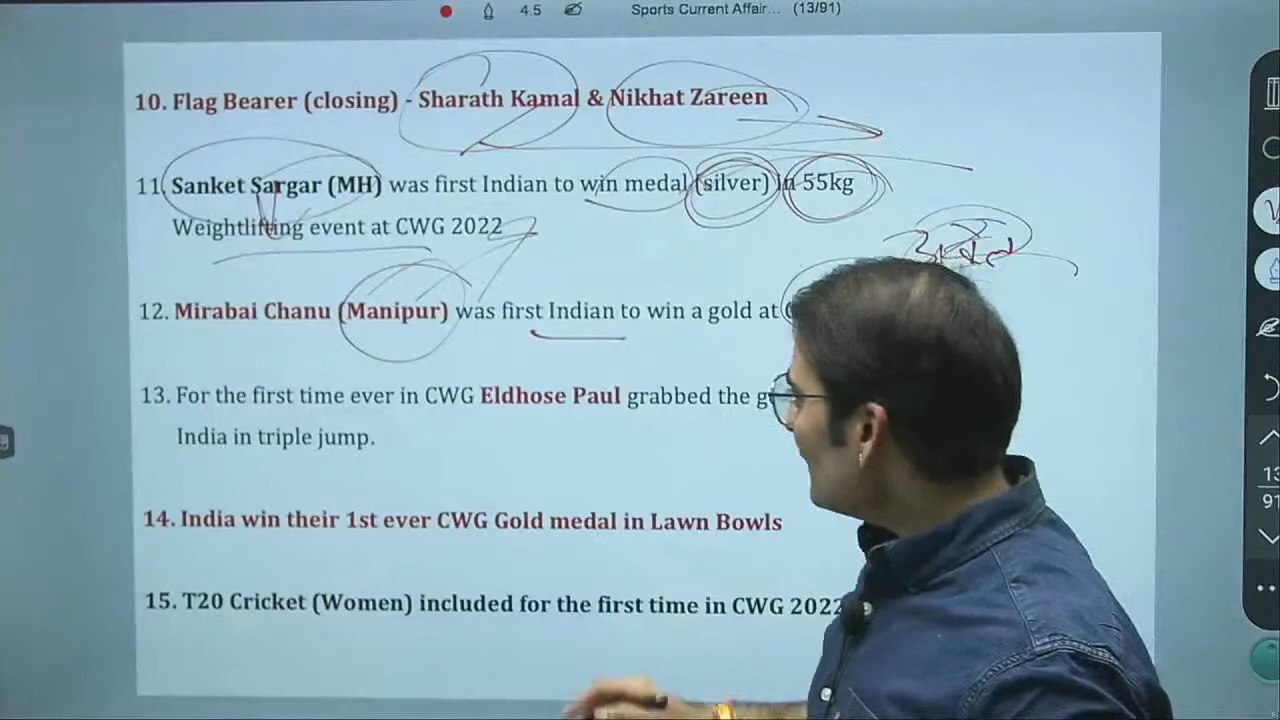 4.5 Sports Current Affair... (13/91)
10. Flag Bearer (closing) - Sharath Kamal & Nikhat Zareen
11. Sanket Sargar (MH) was first Indian to win medal (silver) in 55kg
Weightlifting event at CWG 2022
12. Mirabai Chanu (Manipur) was first Indian to win a gold at
13. For the first time ever in CWG Eldhose Paul grabbed the
India in triple jump.
14. India win their 1st ever CWG Gold medal in Lawn Bowls
15. T20 Cricket (Women) included for the first time in CWG 2022
13
91